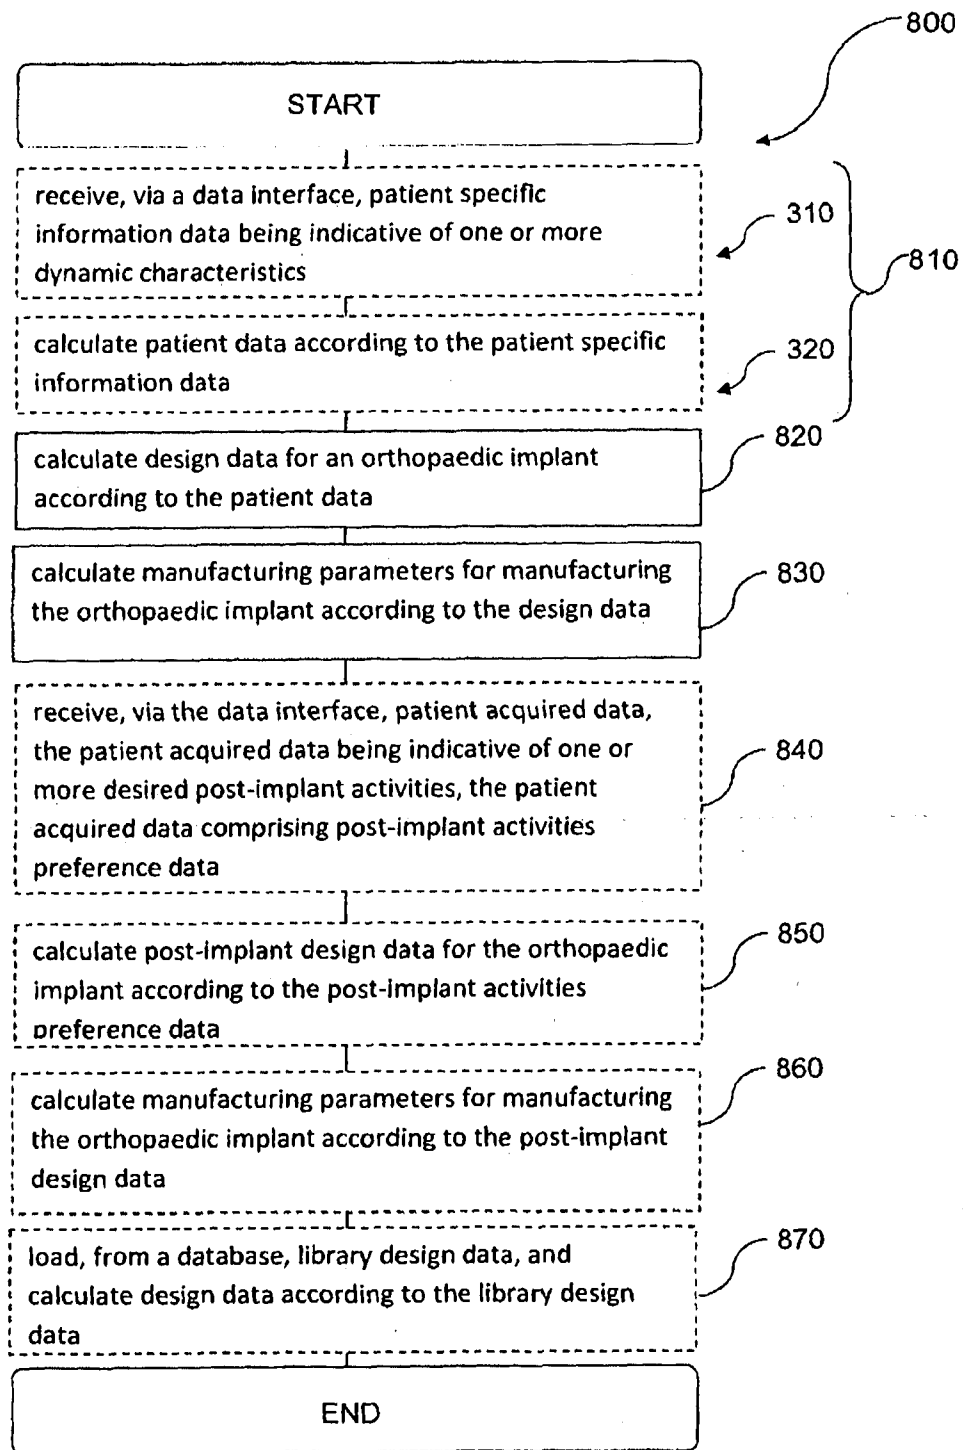 800
START
receive, via a data interface, patient specific
information data being indicative of one or more
dynamic characteristics
310
810
calculate patient data according to the patient specific
information data
320
820
calculate design data for an orthopaedic implant
according to the patient data
calculate manufacturing parameters for manufacturing
the orthopaedic implant according to the design data
830
receive, via the data interface, patient acquired data,
the patient acquired data being indicative of one or
more desired post-implant activities, the patient
acquired data comprising post-implant activities
preference data
840
calculate post-implant design data for the orthopaedic
implant according to the post-implant activities
preference data
850
860
calculate manufacturing parameters for manufacturing
the orthopaedic implant according to the post-implant
design data
870
load, from a database, library design data, and
calculate design data according to the library design
data
END